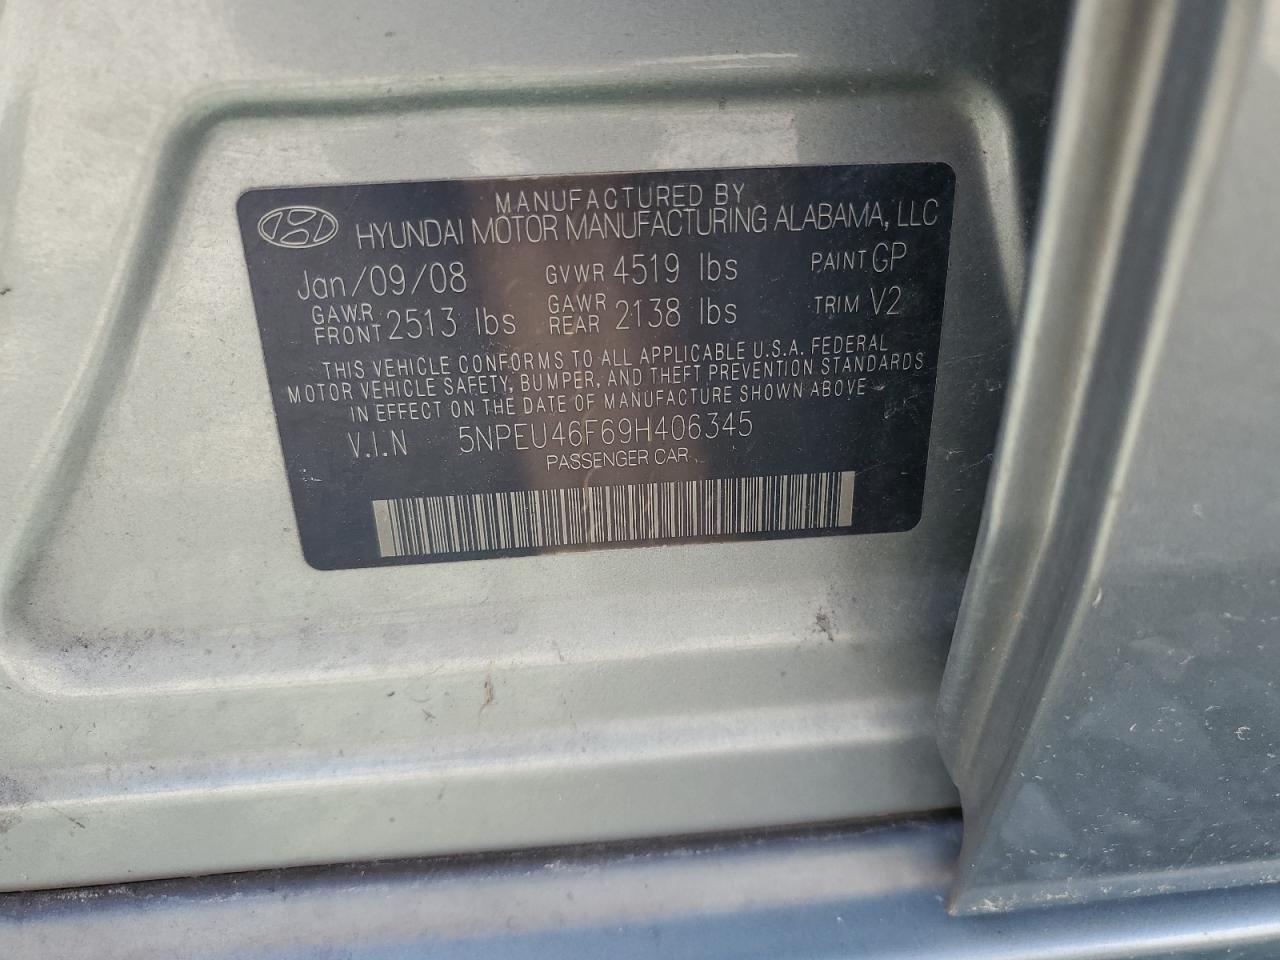 MANUFACTURED BY
HYUNDAI MOTOR MANUFACTURING ALABAMA, LLC
Jan/09/08 GVWR 4519 lbs PAINT GP
GAWR FRONT 2513 lbs GAWR REAR 2138 lbs TRIM V2
THIS VEHICLE CONFORMS TO ALL APPLICABLE U.S.A. FEDERAL
MOTOR VEHICLE SAFETY, BUMPER, AND THEFT PREVENTION STANDARDS
IN EFFECT ON THE DATE OF MANUFACTURE SHOWN ABOVE
V.I.N 5NPEU46F69H406345
PASSENGER CAR